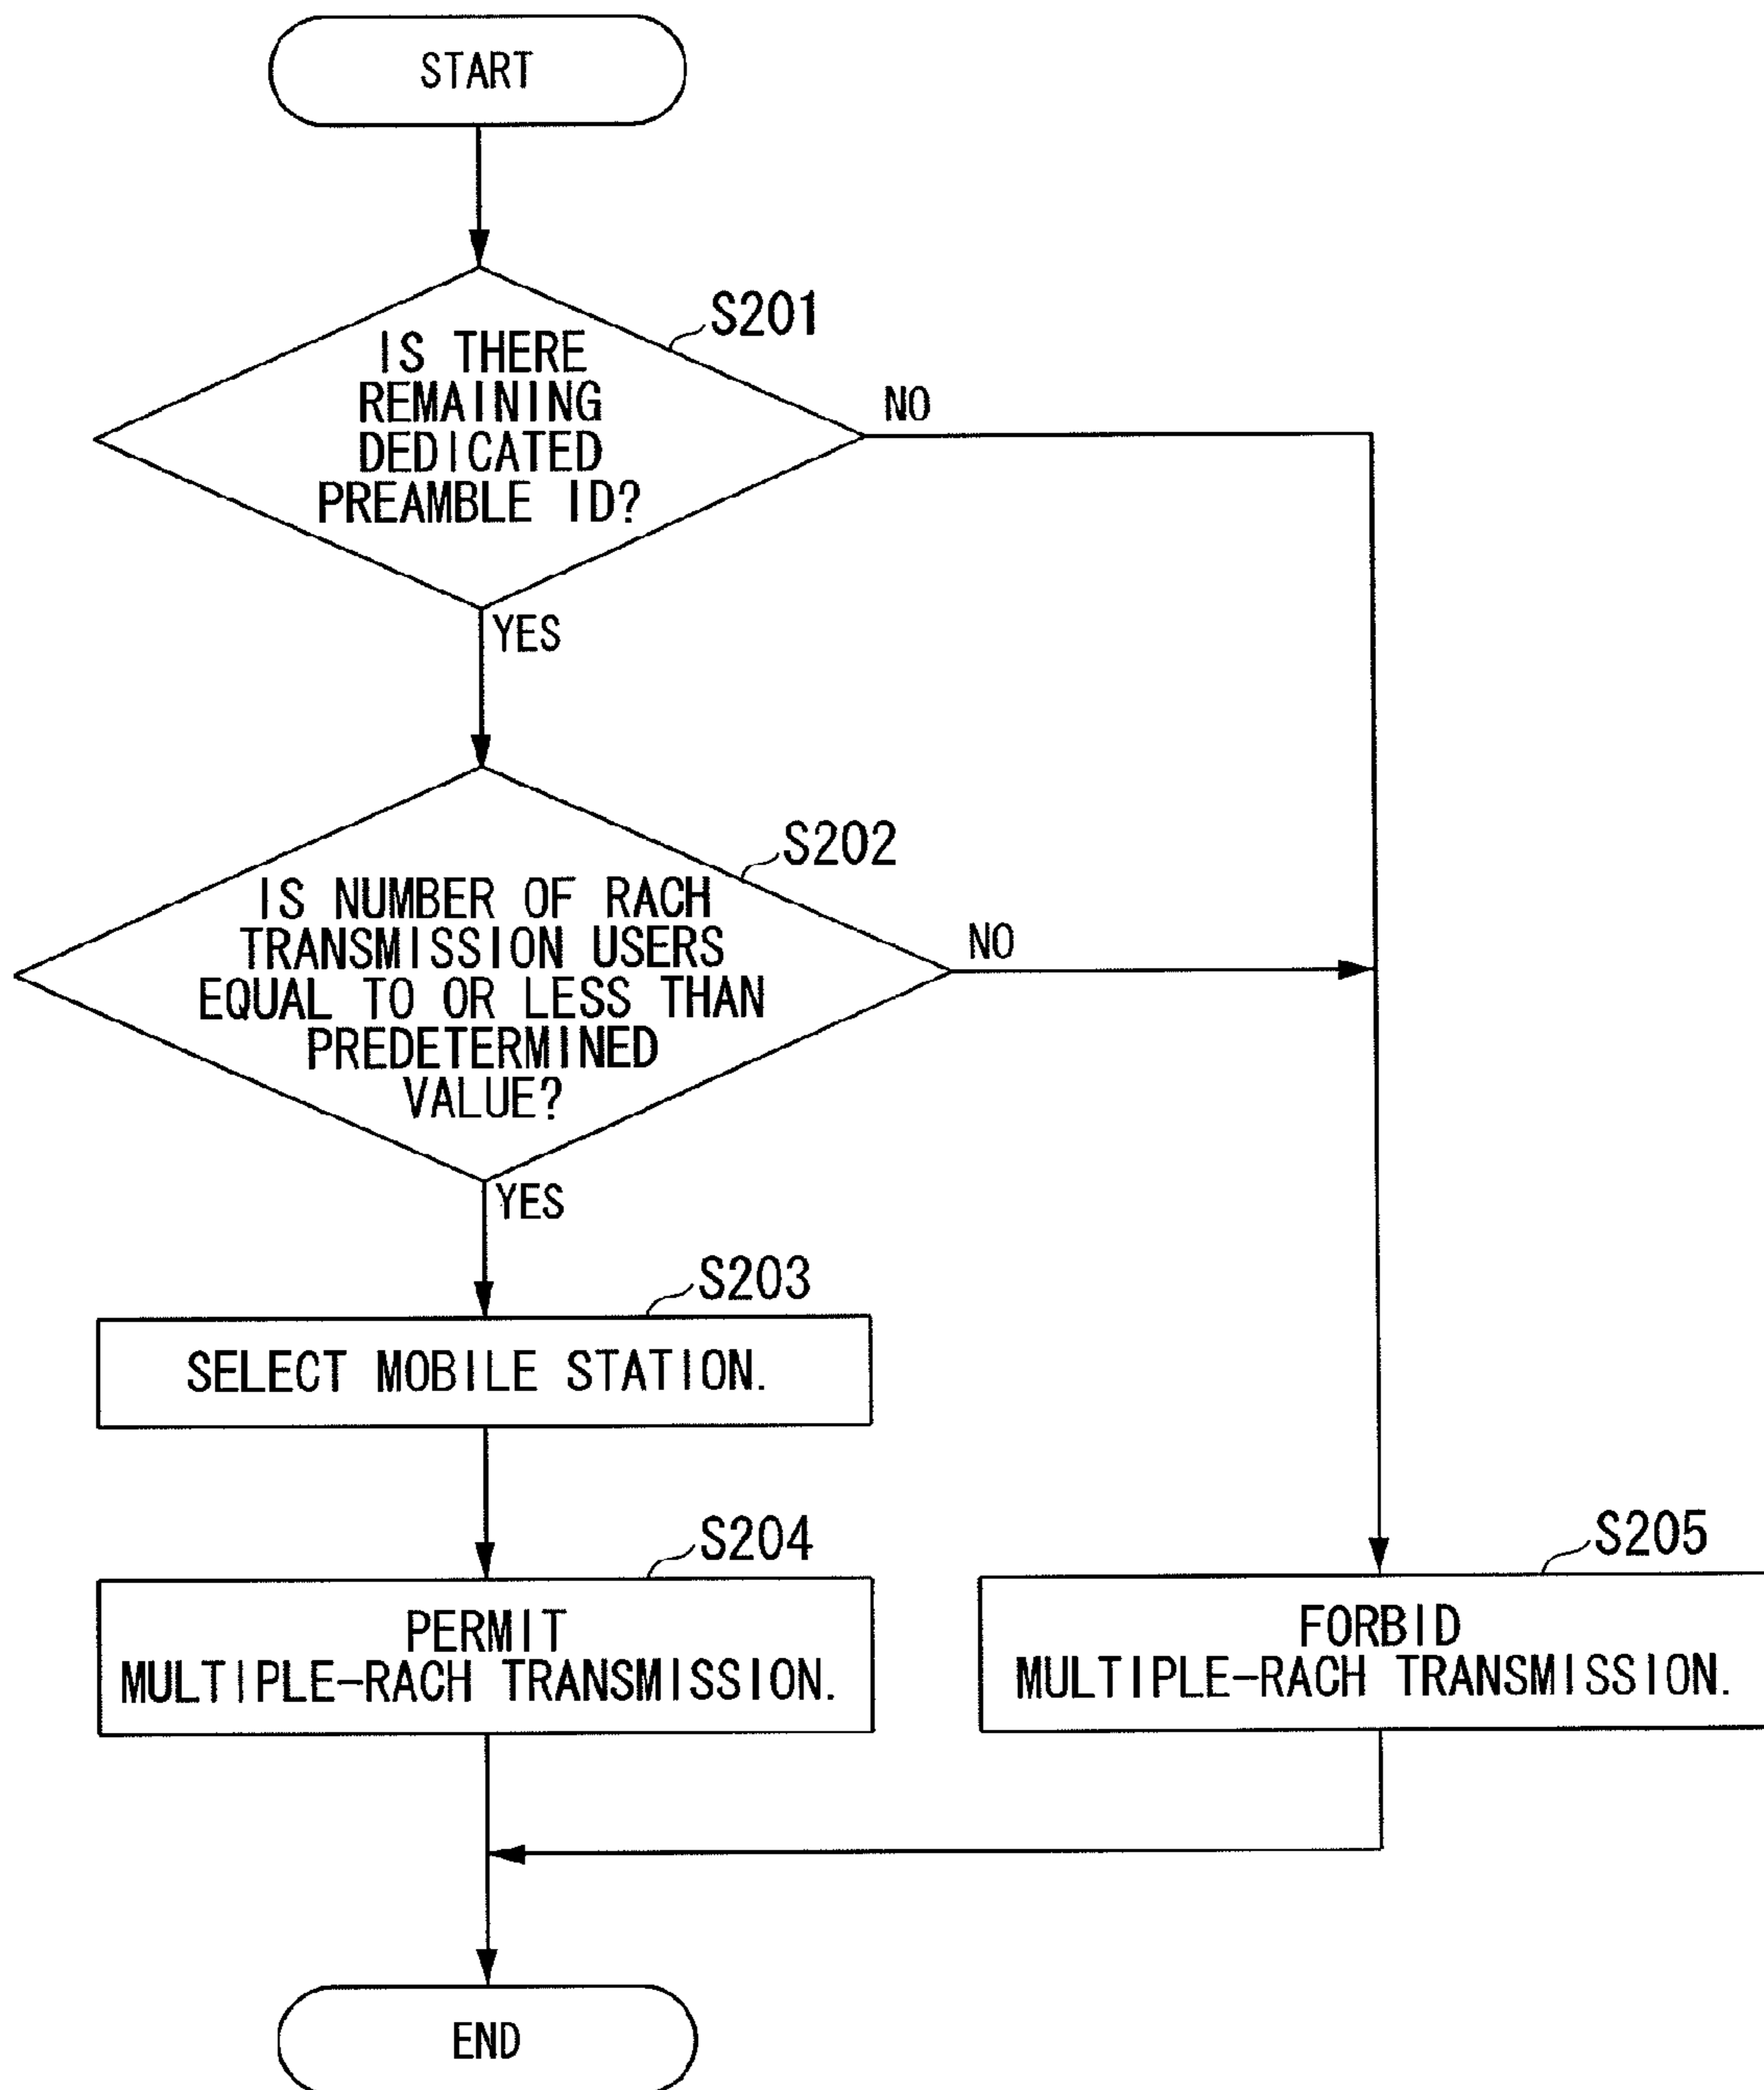 START
S201
IS THERE
REMAINING
DEDICATED
PREAMBLE ID?
NO
YES
S202
IS NUMBER OF RACH
TRANSMISSION USERS
EQUAL TO OR LESS THAN
PREDETERMINED
VALUE?
NO
YES
S203
SELECT MOBILE STATION.
S204
PERMIT
MULTIPLE-RACH TRANSMISSION.
S205
FORBID
MULTIPLE-RACH TRANSMISSION.
END